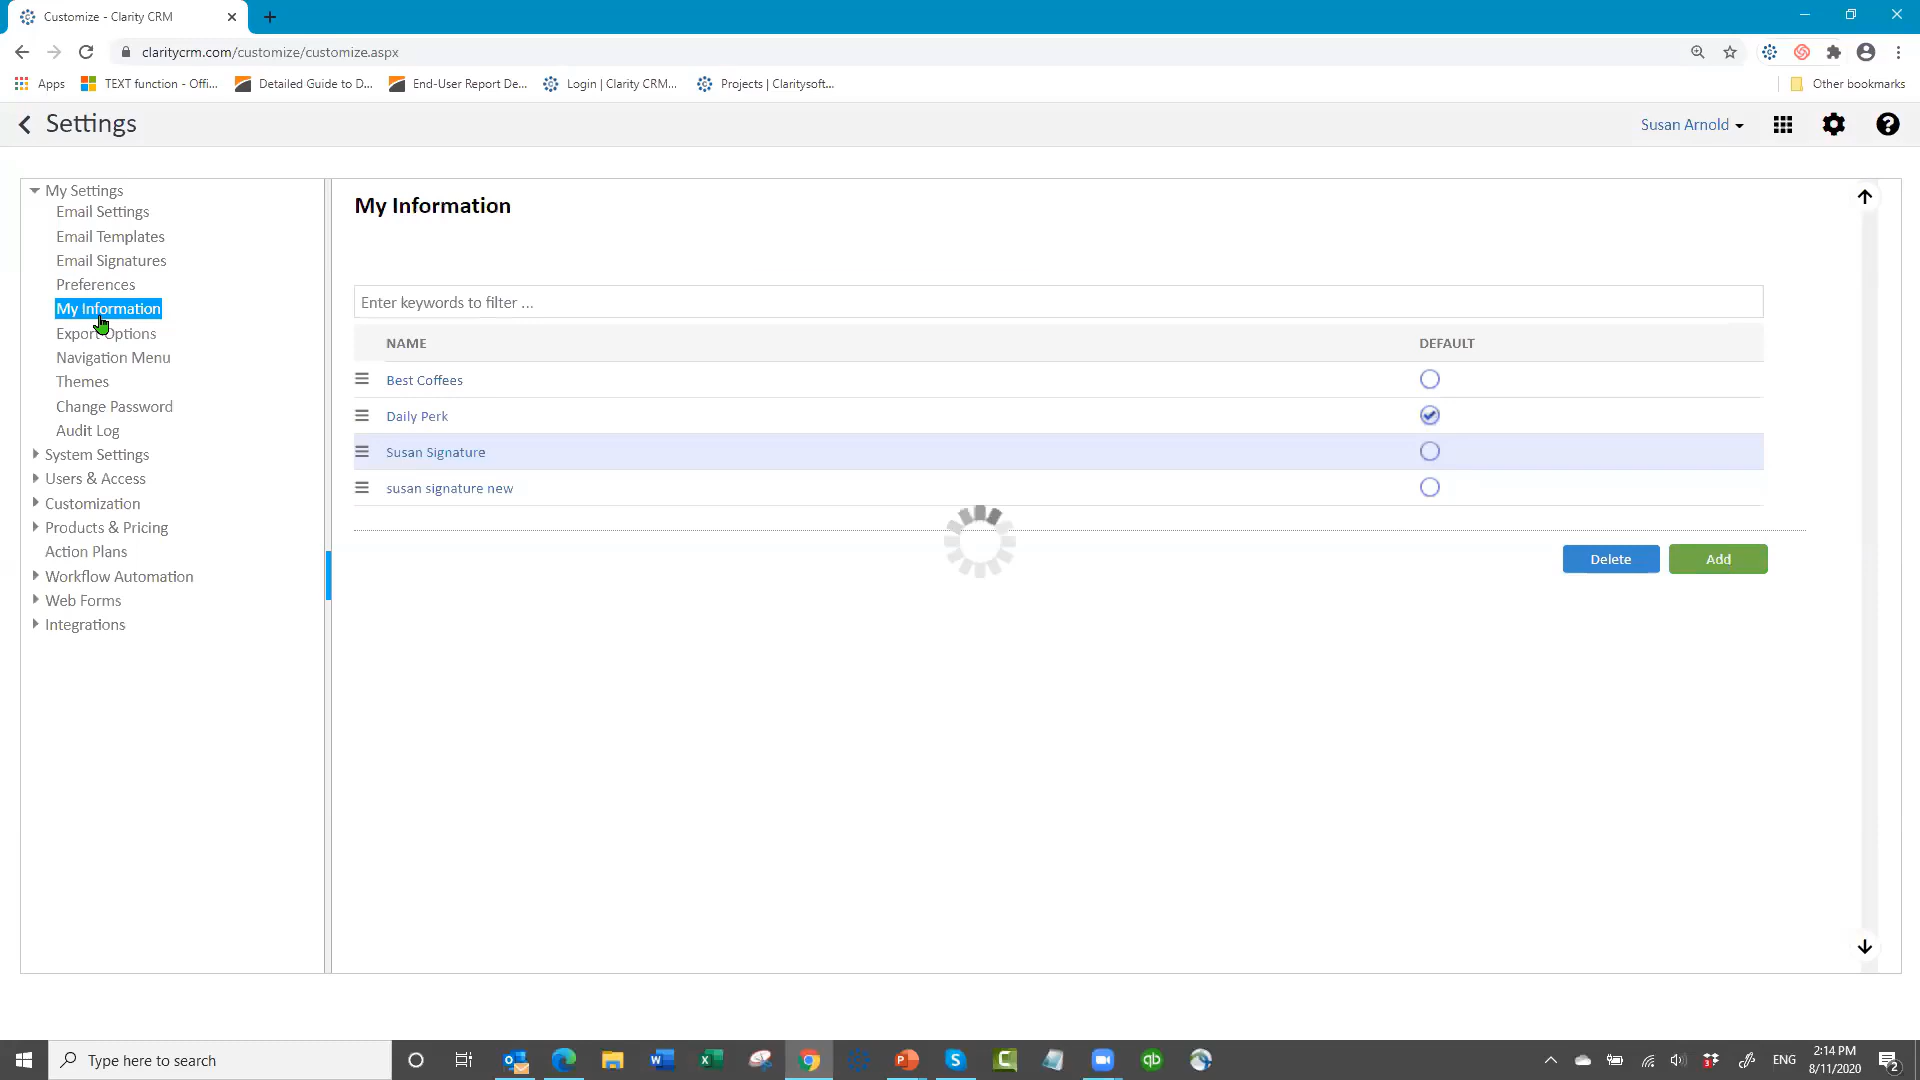 Customize - Clarity CRM
claritycrm.com/customize/customize.aspx
Apps
TEXT function - Offi...
Detailed Guide to D...
End-User Report De...
Login | Clarity CRM...
Projects | Claritysoft...
Other bookmarks
Settings
Susan Arnold
My Settings
Email Settings
Email Templates
Email Signatures
Preferences
My Information
Export Options
Navigation Menu
Themes
Change Password
Audit Log
System Settings
Users & Access
Customization
Products & Pricing
Action Plans
Workflow Automation
Web Forms
Integrations
My Information
Enter keywords to filter ...
NAME DEFAULT
Best Coffees
Daily Perk
Susan Signature
susan signature new
Delete Add
Type here to search
ENG
2:14 PM
8/11/2020
2